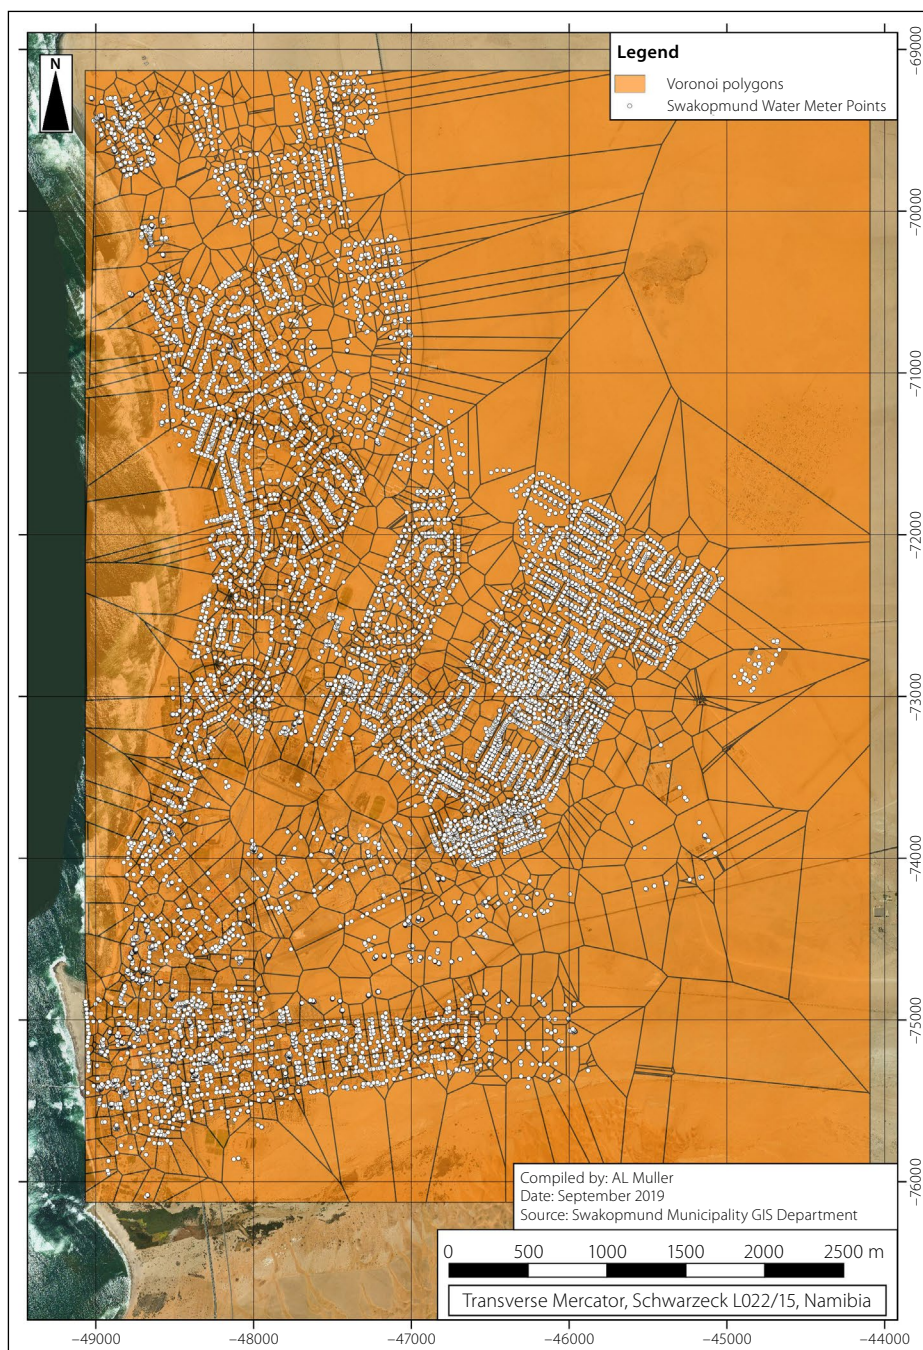 N
Legend
Voronoi polygons
Swakopmund Water Meter Points
−69000
−70000
−71000
−72000
−73000
−74000
−75000
−76000
Compiled by: AL Muller
Date: September 2019
Source: Swakopmund Municipality GIS Department
0 500 1000 1500 2000 2500 m
Transverse Mercator, Schwarzeck L022/15, Namibia
−49000 −48000 −47000 −46000 −45000 −44000